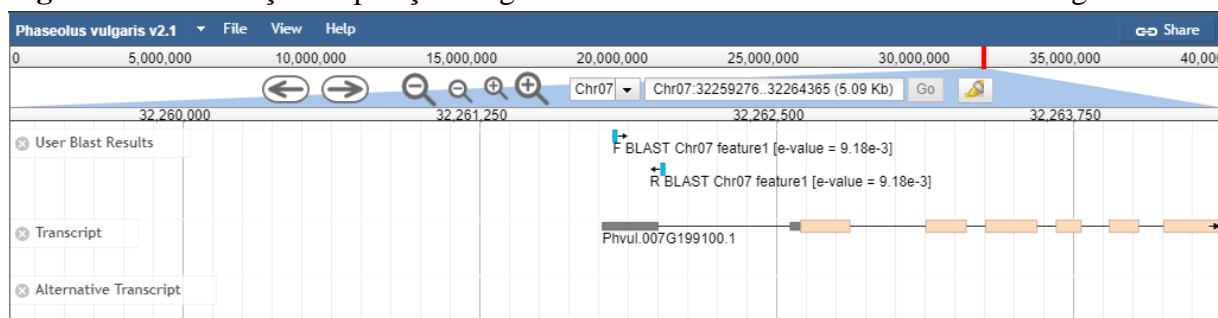 Phaseolus vulgaris v2.1 File View Help Share
0 5,000,000 10,000,000 15,000,000 20,000,000 25,000,000 30,000,000 35,000,000 40,000
Chr07 Chr07:32259276..32264365 (5.09 Kb) Go
32,260,000 32,261,250 32,262,500 32,263,750
User Blast Results
F BLAST Chr07 feature1 [e-value = 9.18e-3]
R BLAST Chr07 feature1 [e-value = 9.18e-3]
Transcript
Phvul.007G199100.1
Alternative Transcript